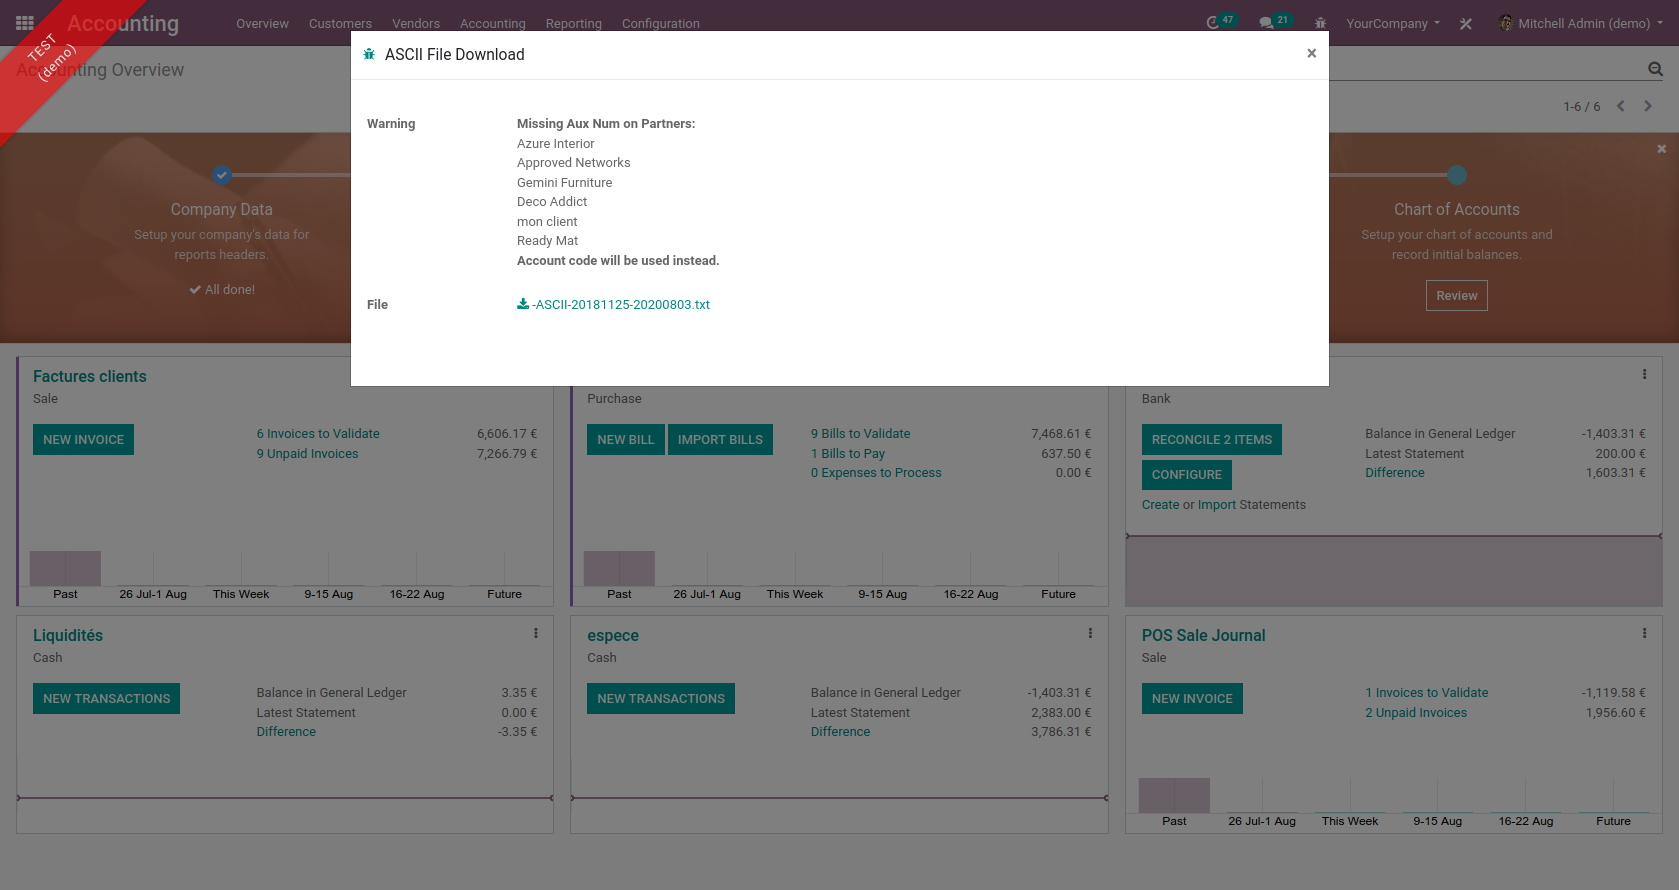 TEST
(demo)
Accounting
Overview Customers Vendors Accounting Reporting Configuration
47 21 YourCompany Mitchell Admin (demo)
Accounting Overview
1-6 / 6
ASCII File Download
×
Warning
Missing Aux Num on Partners:
Azure Interior
Approved Networks
Gemini Furniture
Deco Addict
mon client
Ready Mat
Account code will be used instead.
File
-ASCII-20181125-20200803.txt
Company Data
Setup your company's data for
reports headers.
All done!
Chart of Accounts
Setup your chart of accounts and
record initial balances.
Review
Factures clients
Sale
NEW INVOICE
6 Invoices to Validate 6,606.17 €
9 Unpaid Invoices 7,266.79 €
Past 26 Jul-1 Aug This Week 9-15 Aug 16-22 Aug Future
Purchase
NEW BILL IMPORT BILLS
9 Bills to Validate 7,468.61 €
1 Bills to Pay 637.50 €
0 Expenses to Process 0.00 €
Past 26 Jul-1 Aug This Week 9-15 Aug 16-22 Aug Future
Bank
RECONCILE 2 ITEMS
CONFIGURE
Create or Import Statements
Balance in General Ledger -1,403.31 €
Latest Statement 200.00 €
Difference 1,603.31 €
Liquidités
Cash
NEW TRANSACTIONS
Balance in General Ledger 3.35 €
Latest Statement 0.00 €
Difference -3.35 €
espece
Cash
NEW TRANSACTIONS
Balance in General Ledger -1,403.31 €
Latest Statement 2,383.00 €
Difference 3,786.31 €
POS Sale Journal
Sale
NEW INVOICE
1 Invoices to Validate -1,119.58 €
2 Unpaid Invoices 1,956.60 €
Past 26 Jul-1 Aug This Week 9-15 Aug 16-22 Aug Future